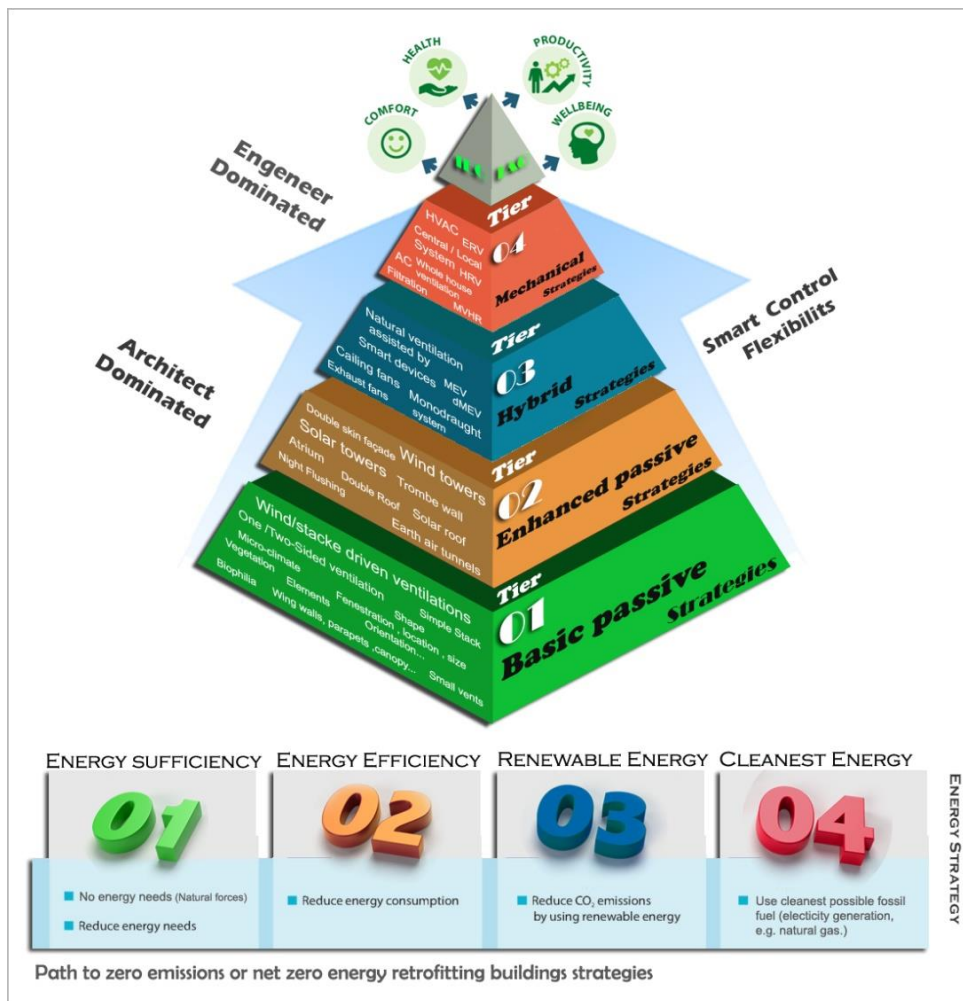 HEALTH
PRODUCTIVITY
COMFORT
WELLBEING
Engeneer
Dominated
Architect
Dominated
Smart Control
Flexibilits
Tier
04
Mechanical
Strategies
HVAC ERV
Central / Local
System HRV
AC Whole house
ventilation
Filtration
MVHR
Tier
03
Hybrid
Strategies
Natural ventilation
assisted by
Smart devices MEV
Cailing fans dMEV
Monodraught
Exhaust fans system
Tier
02
Enhanced passive
Strategies
Double skin façade Wind towers
Solar towers
Atrium Trombe wall
Double Roof Solar roof
Night Flushing
Earth air tunnels
Tier
01
Basic passive
Strategies
Wind/stacke driven ventilations
One /Two-Sided ventilation
Micro-climate
Vegetation Simple Stack
Biophilia Elements Shape
Fenestration , location , size
Orientation...
Wing walls, parapets ,canopy...
Small vents
ENERGY SUFFICIENCY
01
No energy needs (Natural forces)
Reduce energy needs
ENERGY EFFICIENCY
02
Reduce energy consumption
RENEWABLE ENERGY
03
Reduce CO₂ emissions
by using renewable energy
CLEANEST ENERGY
04
Use cleanest possible fossil
fuel (electicity generation,
e.g. natural gas.)
ENERGY STRATEGY
Path to zero emissions or net zero energy retrofitting buildings strategies